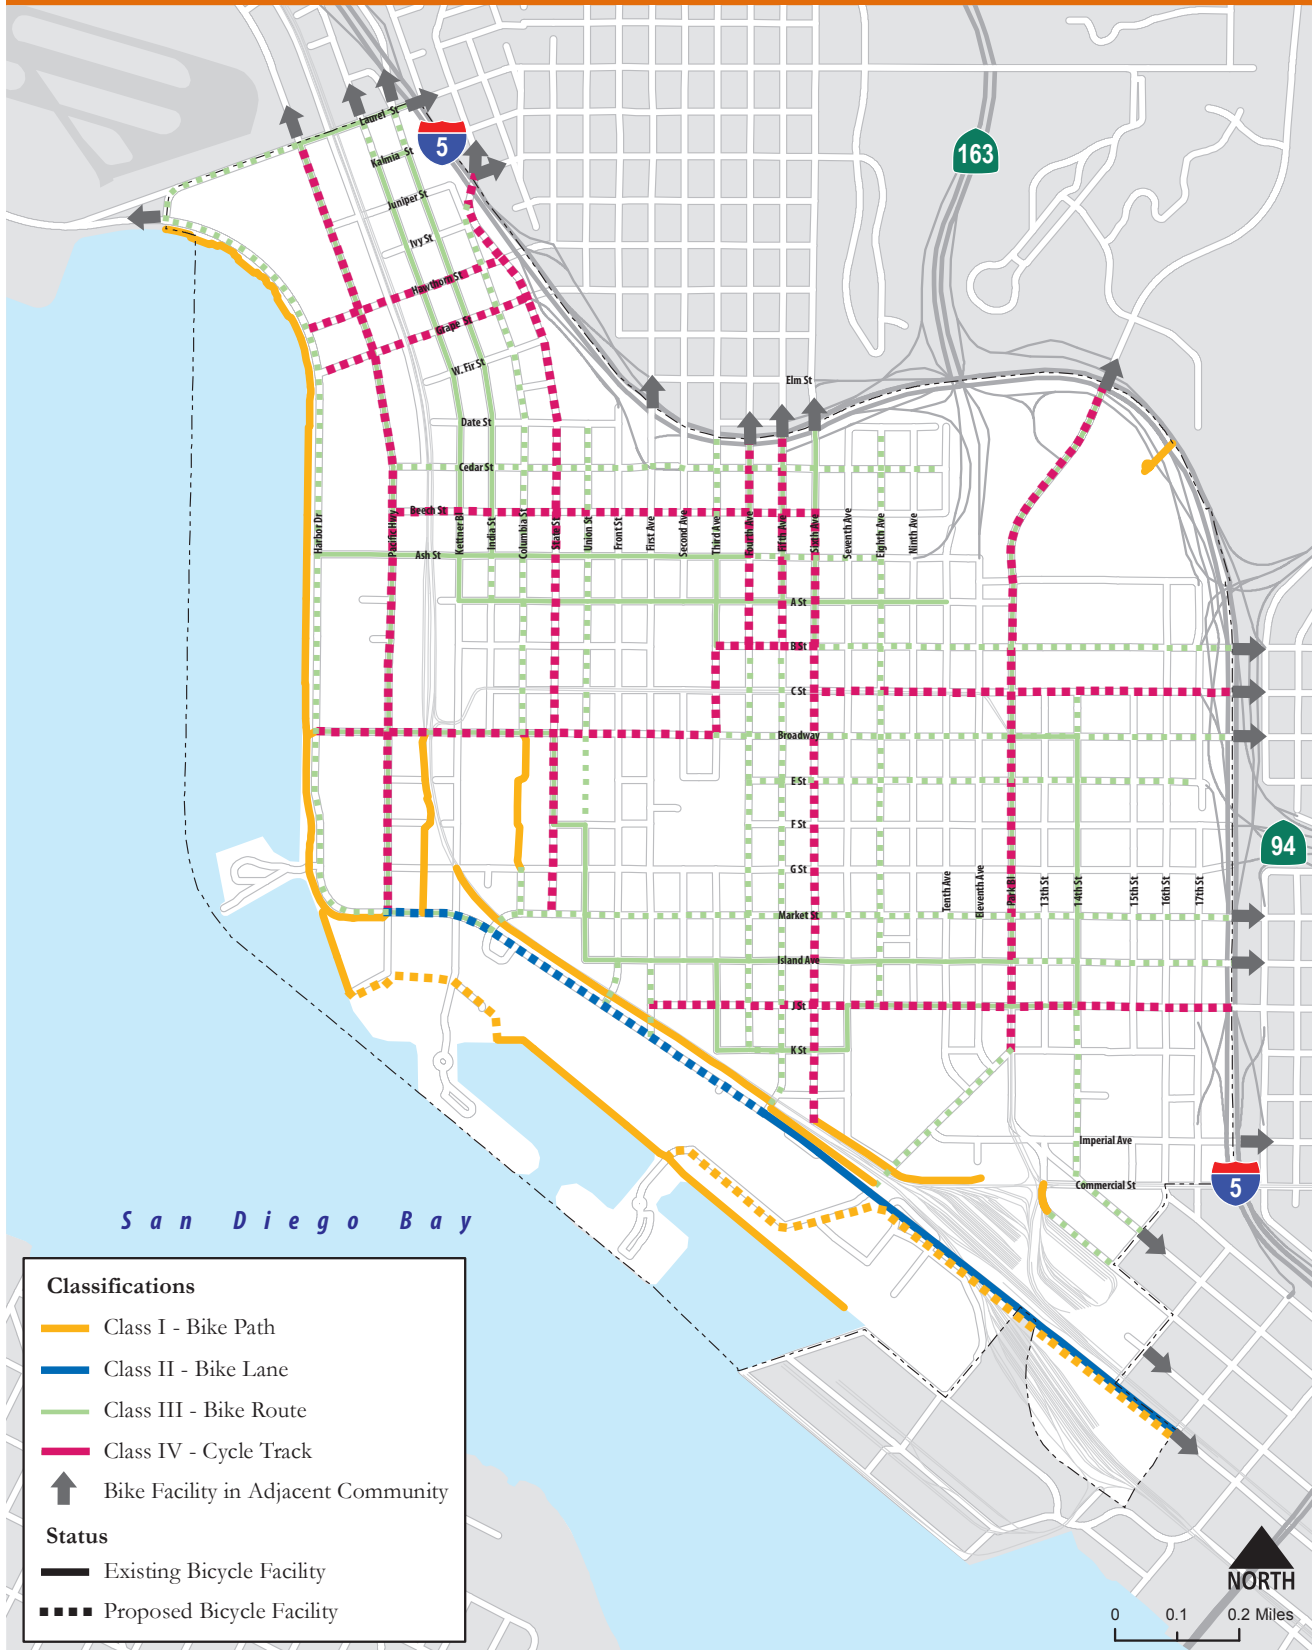 Laurel St
5
Kalmia St
163
Juniper St
Ivy St
Hawthorn St
Grape St
W. Fir St
Elm St
Date St
Cedar St
Beech St
Harbor Dr
Pacific Hwy
Kettner Bl
India St
Columbia St
State St
Union St
Front St
First Ave
Second Ave
Third Ave
Fourth Ave
Fifth Ave
Sixth Ave
Seventh Ave
Eighth Ave
Ninth Ave
Ash St
A St
B St
C St
Broadway
E St
F St
94
G St
Tenth Ave
Eleventh Ave
Park Bl
13th St
14th St
15th St
16th St
17th St
Market St
Island Ave
J St
K St
Imperial Ave
Commercial St
5
San Diego Bay
Classifications
Class I - Bike Path
Class II - Bike Lane
Class III - Bike Route
Class IV - Cycle Track
Bike Facility in Adjacent Community
Status
Existing Bicycle Facility
Proposed Bicycle Facility
NORTH
0 0.1 0.2 Miles